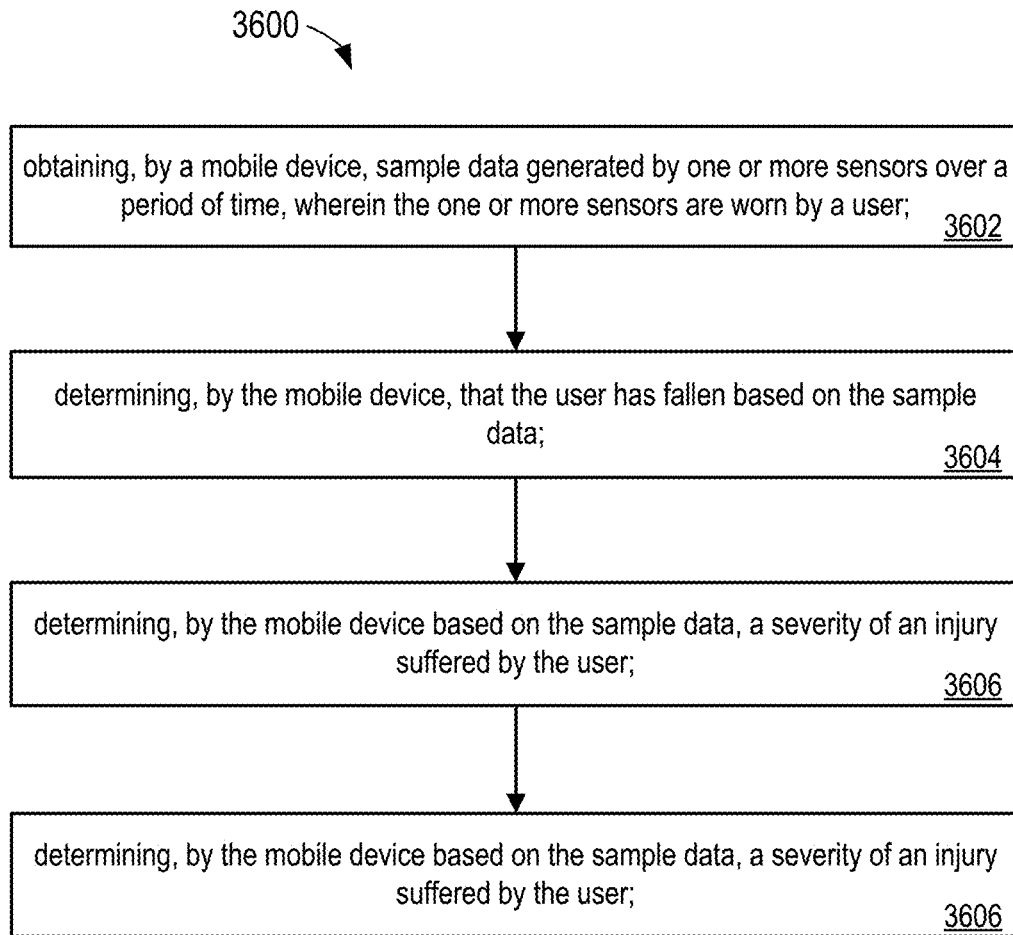 3600
obtaining, by a mobile device, sample data generated by one or more sensors over a
period of time, wherein the one or more sensors are worn by a user;
3602
determining, by the mobile device, that the user has fallen based on the sample
data;
3604
determining, by the mobile device based on the sample data, a severity of an injury
suffered by the user;
3606
determining, by the mobile device based on the sample data, a severity of an injury
suffered by the user;
3606